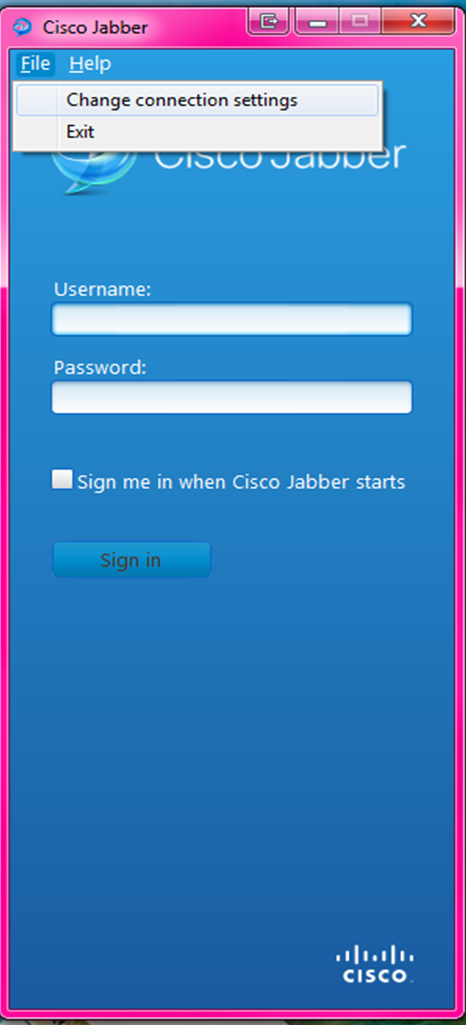 Cisco Jabber
File Help
Change connection settings
Exit
Cisco Jabber
Username:
Password:
Sign me in when Cisco Jabber starts
Sign in
CISCO